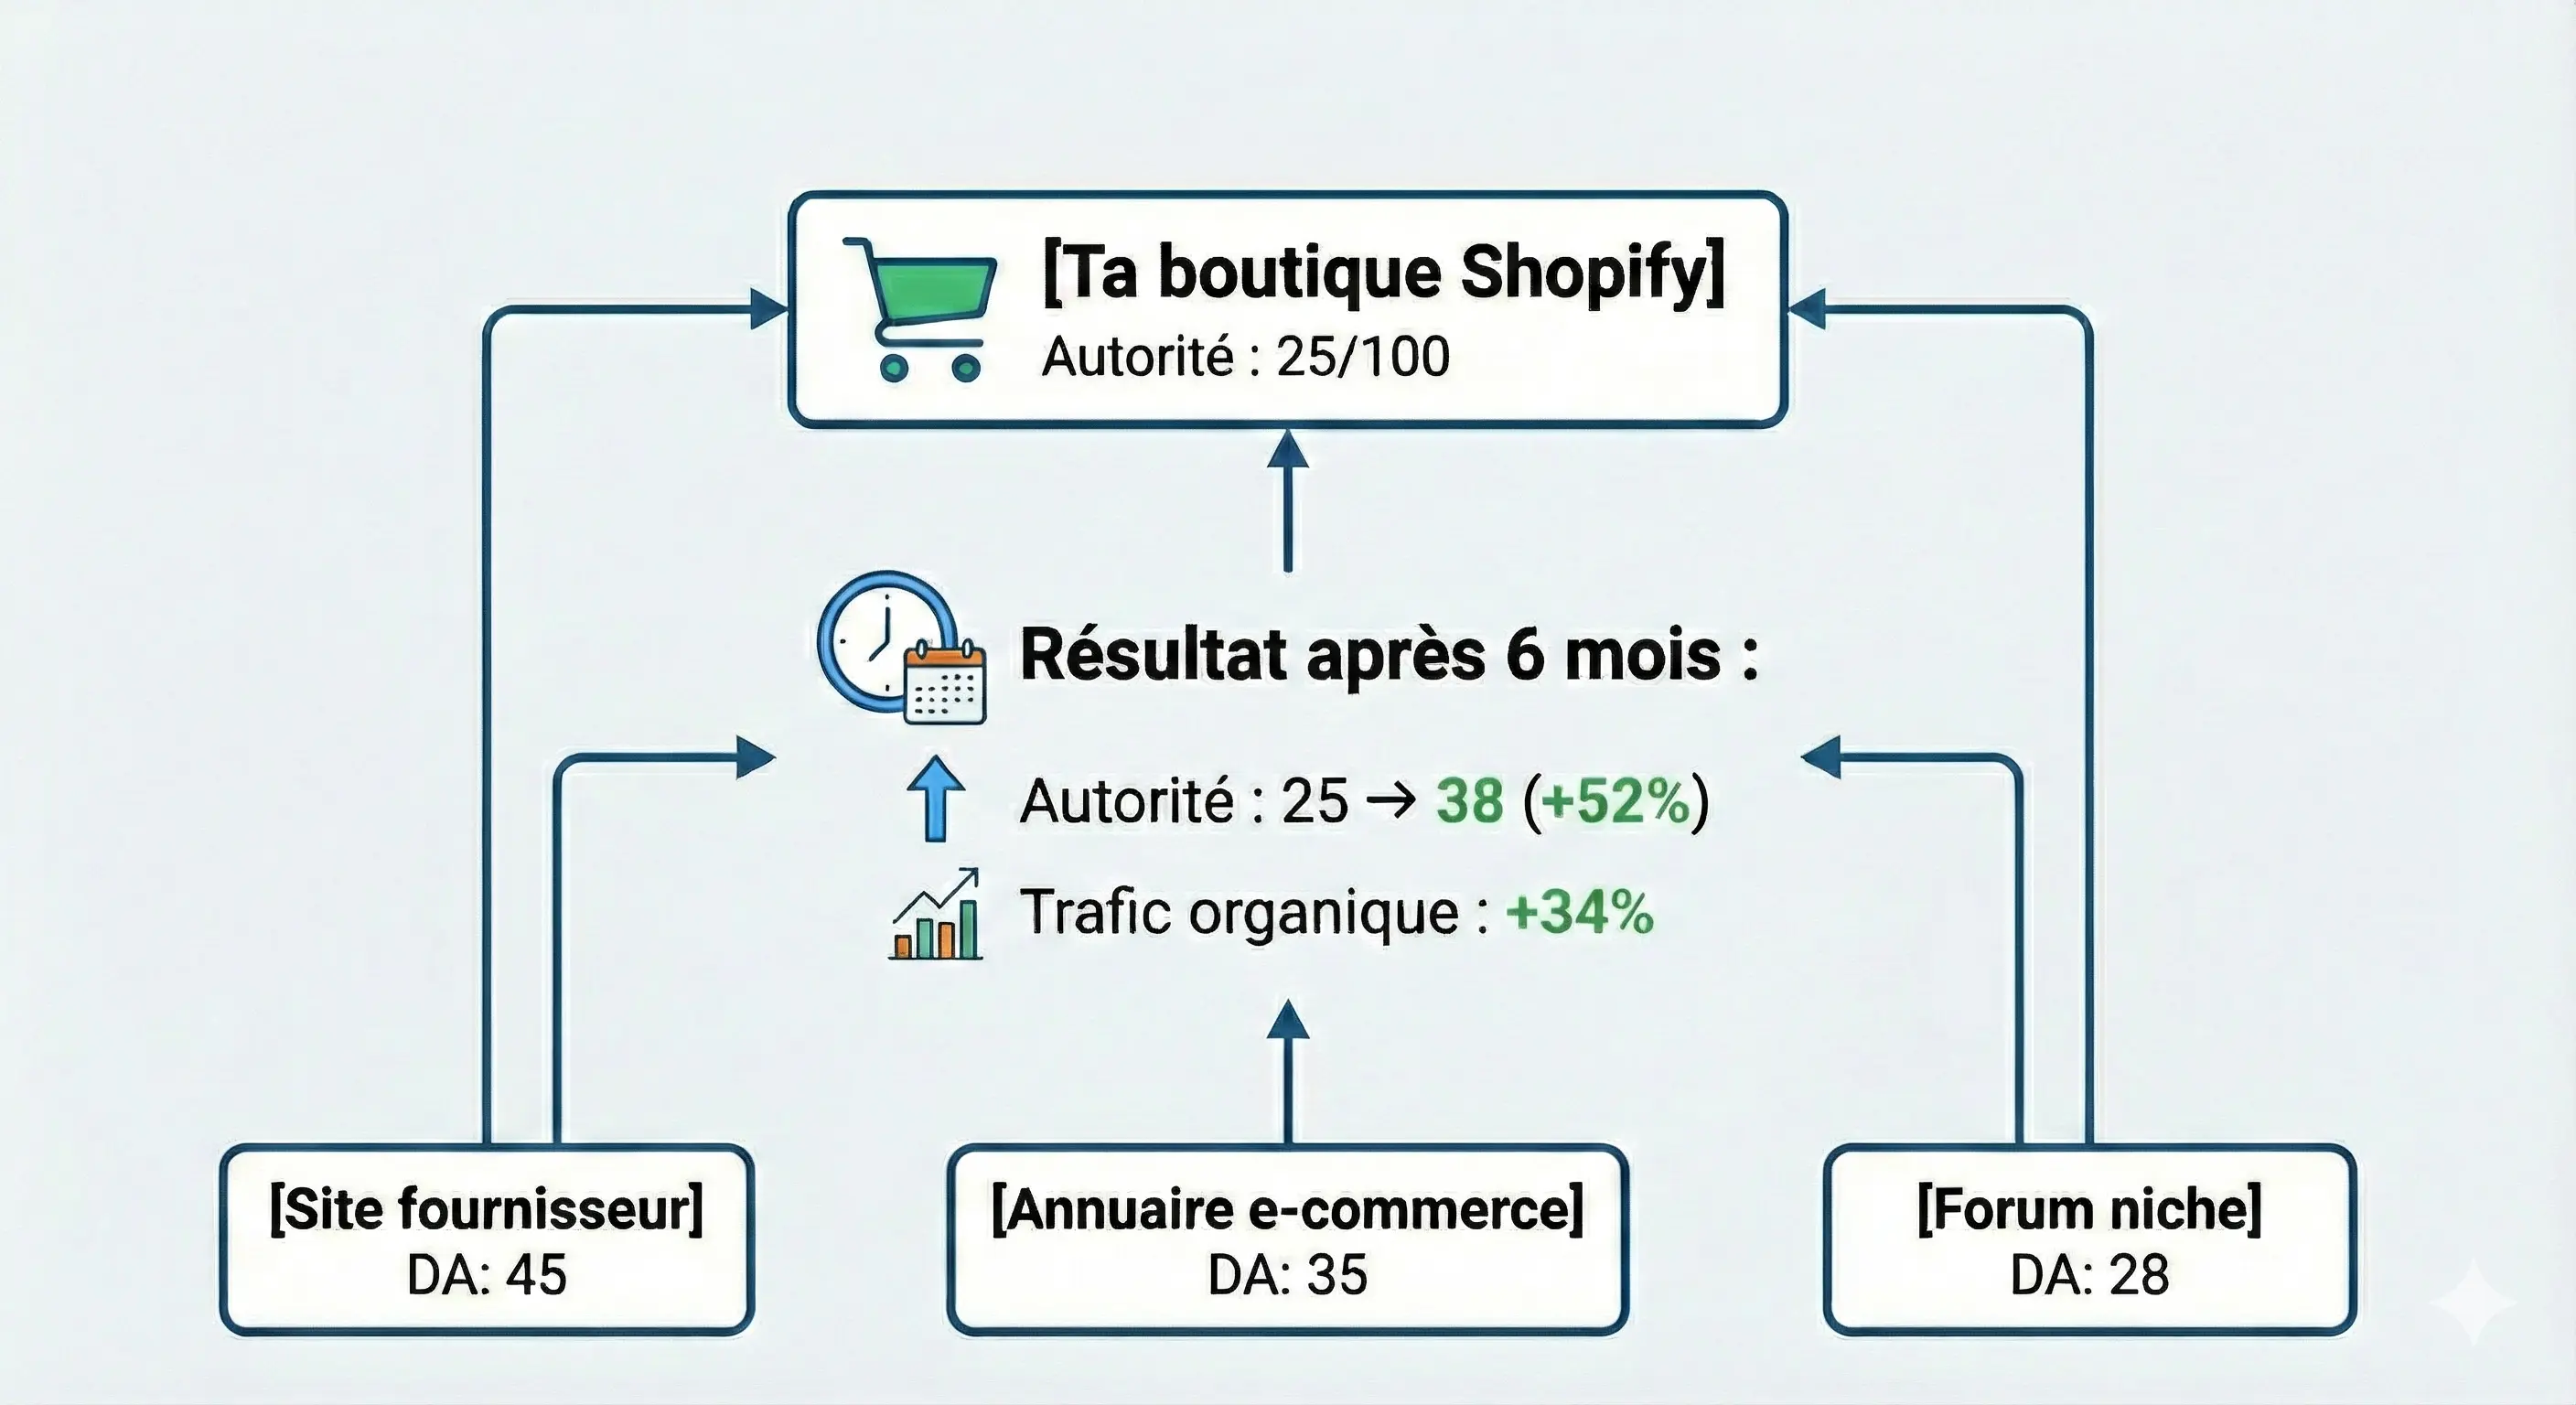 [Ta boutique Shopify]
Autorité : 25/100
Résultat après 6 mois :
Autorité : 25 → 38 (+52%)
Trafic organique : +34%
[Site fournisseur]
DA: 45
[Annuaire e-commerce]
DA: 35
[Forum niche]
DA: 28